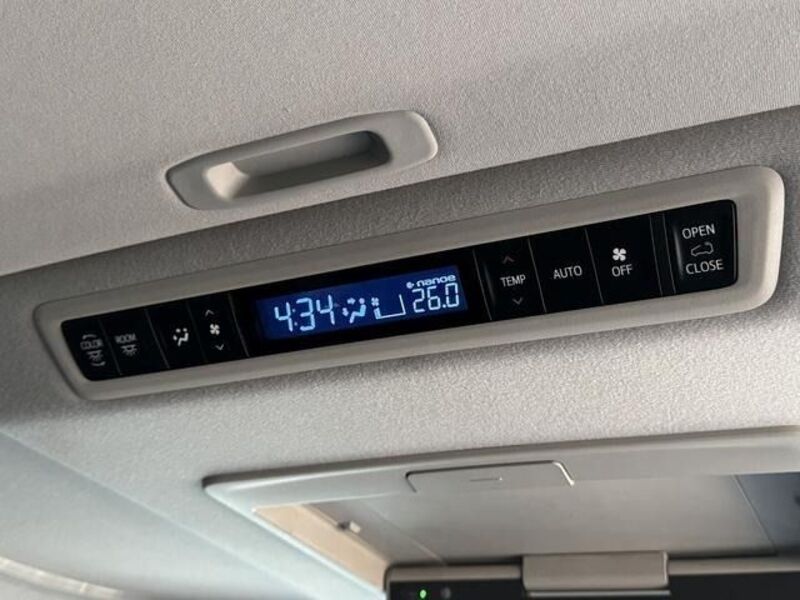 COLOR
ROOM
4:34
nanoe
26.0
TEMP
AUTO
OFF
OPEN
CLOSE